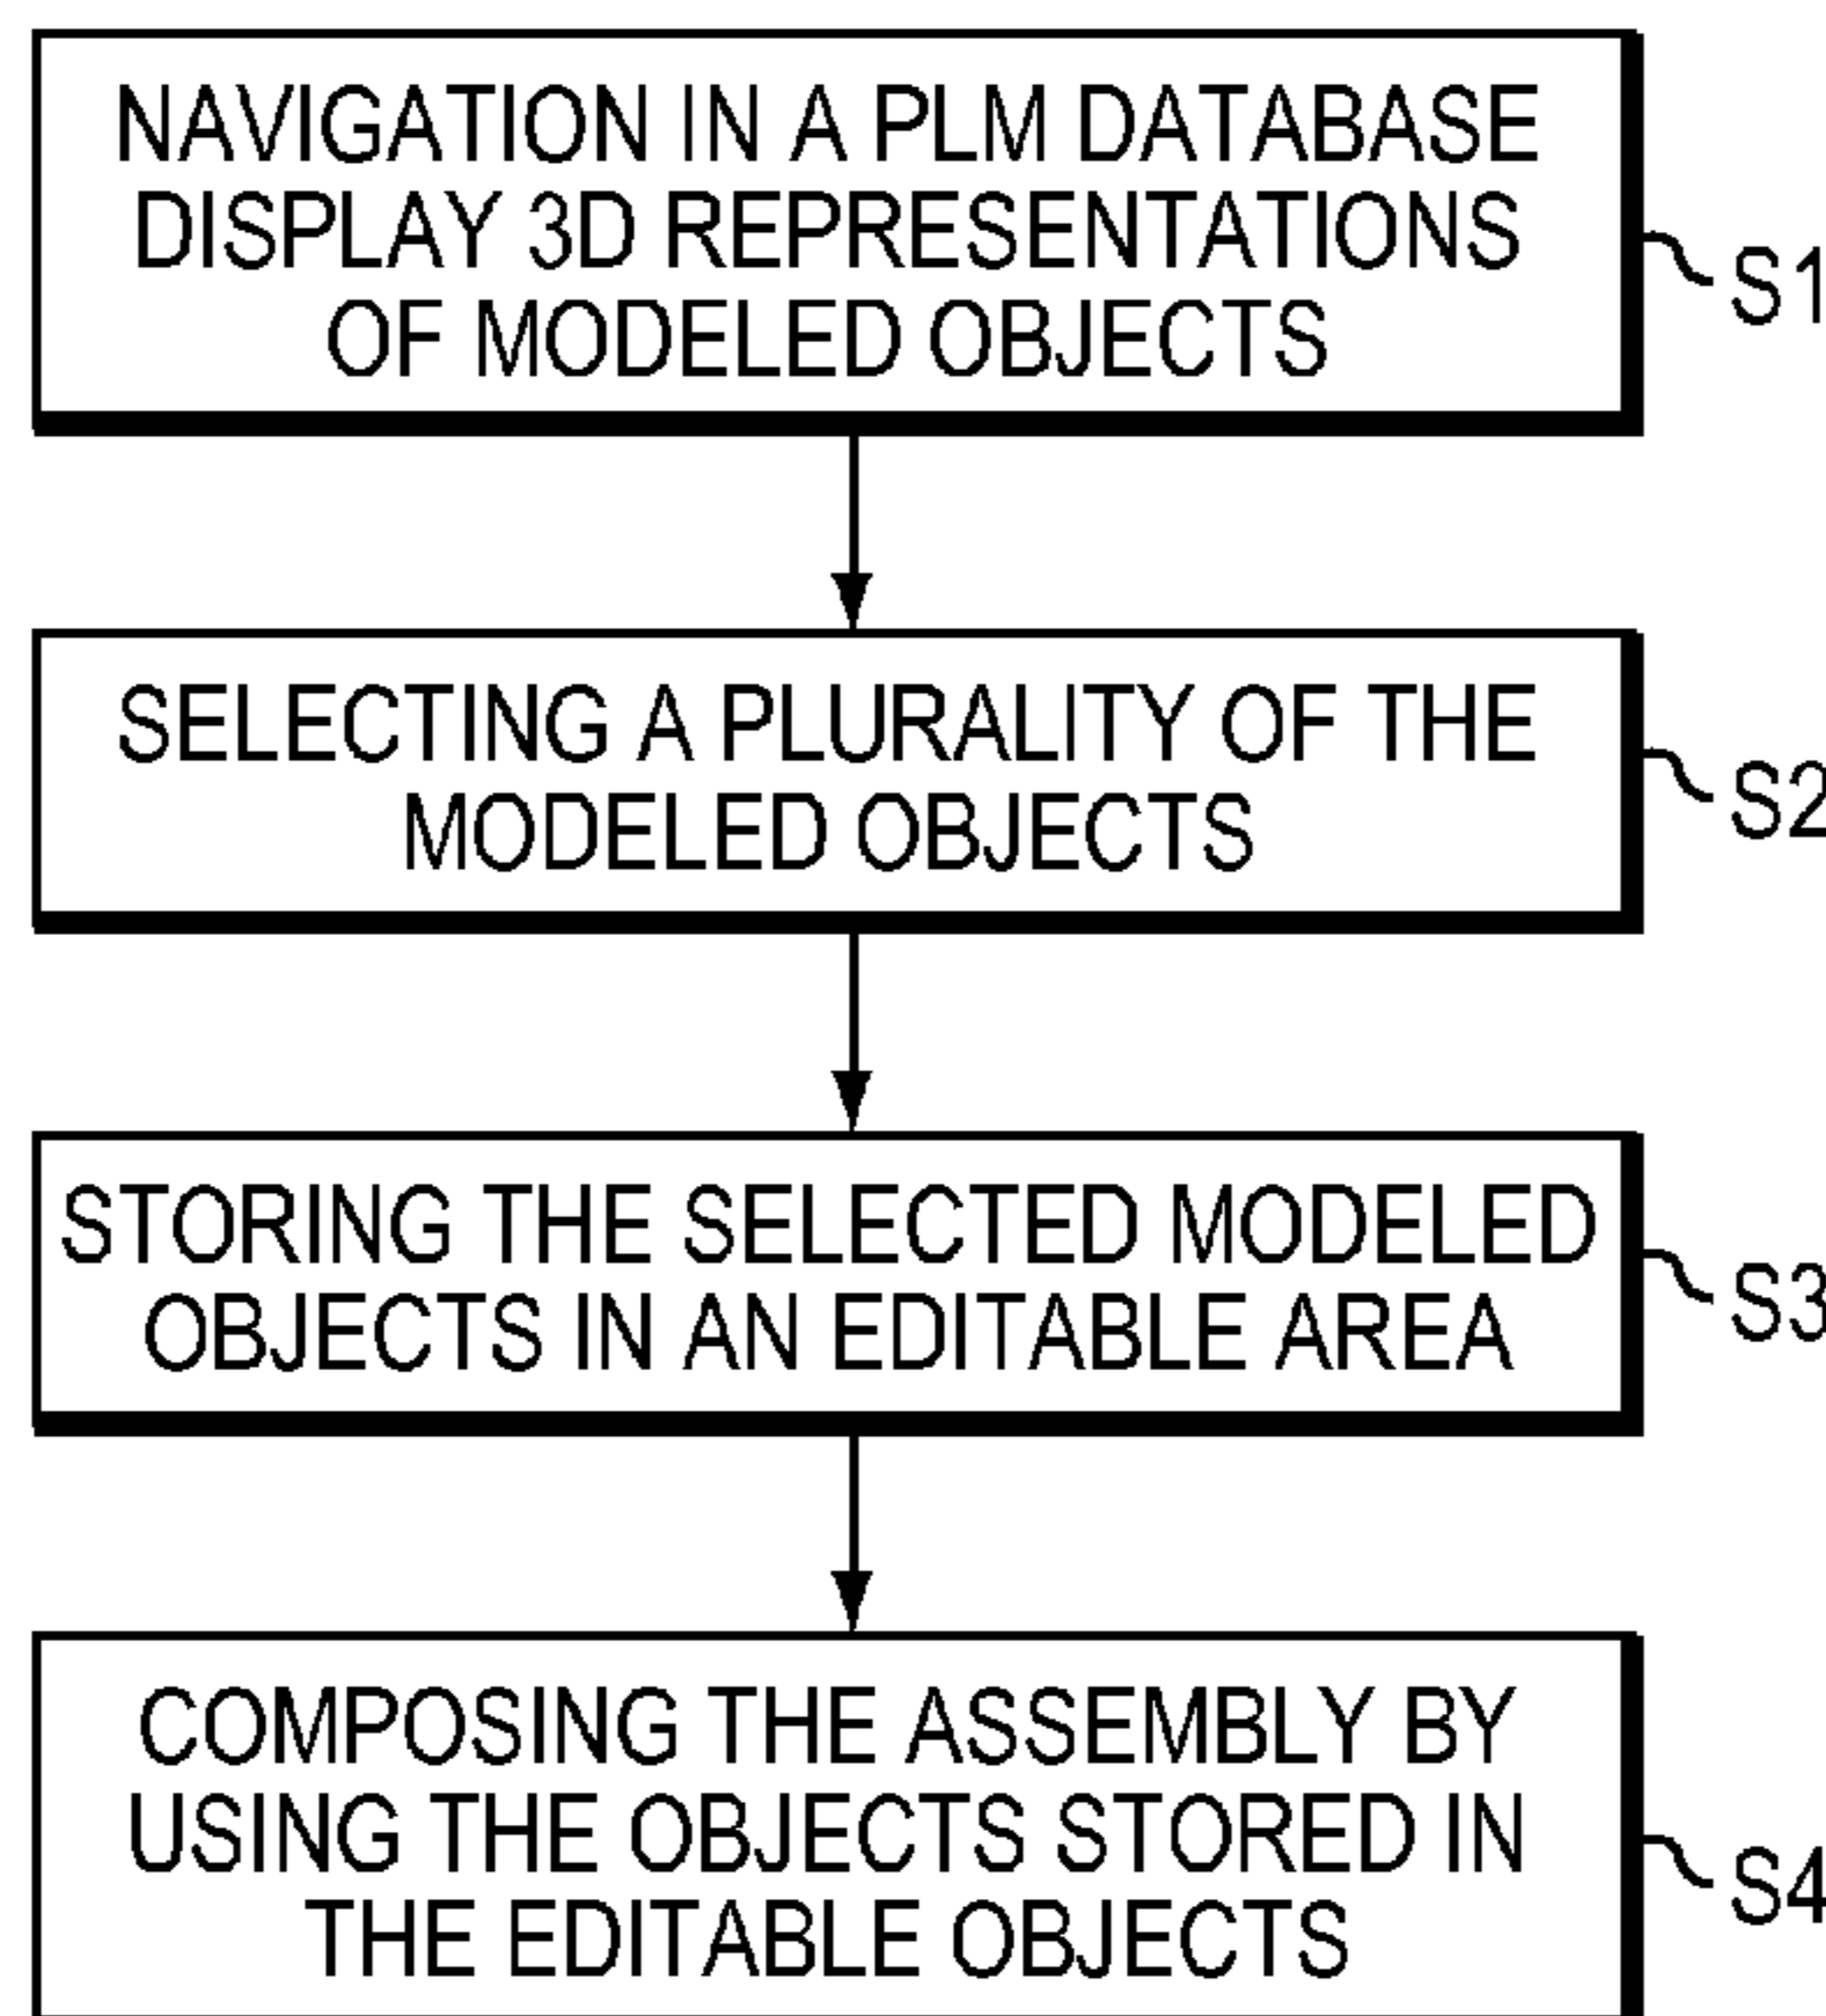 NAVIGATION IN A PLM DATABASE
DISPLAY 3D REPRESENTATIONS
OF MODELED OBJECTS
S1
SELECTING A PLURALITY OF THE
MODELED OBJECTS
S2
STORING THE SELECTED MODELED
OBJECTS IN AN EDITABLE AREA
S3
COMPOSING THE ASSEMBLY BY
USING THE OBJECTS STORED IN
THE EDITABLE OBJECTS
S4